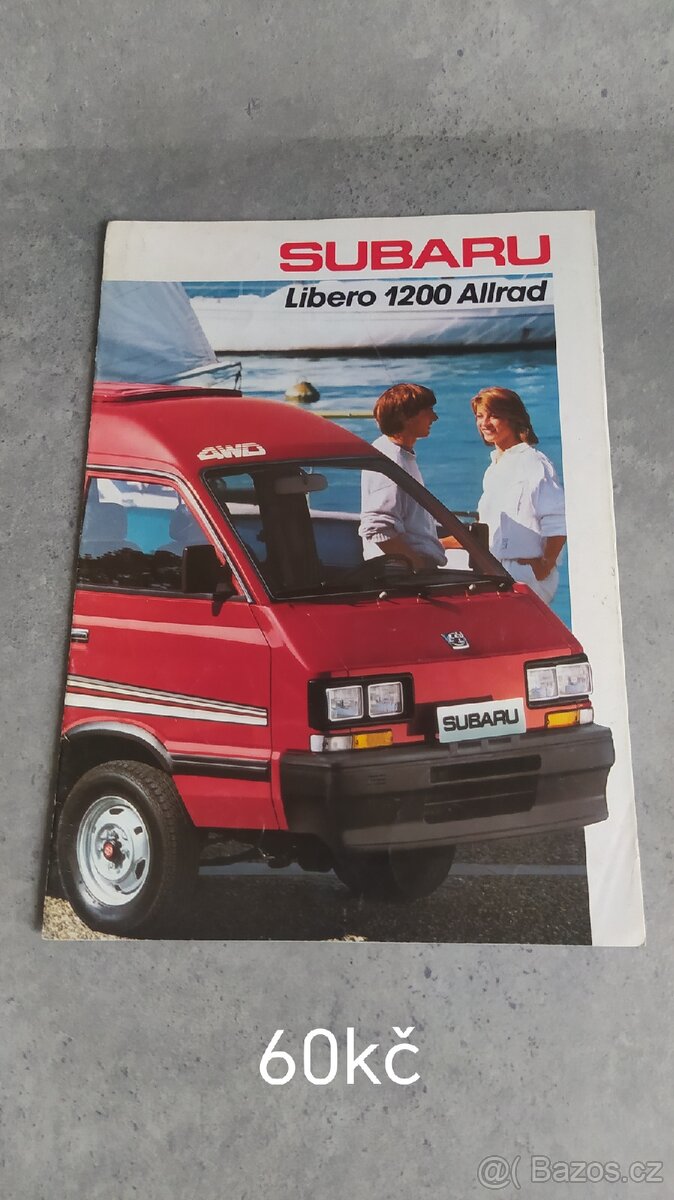 SUBARU
Libero 1200 Allrad
4WD
SUBARU
60kč
@( Bazos.cz